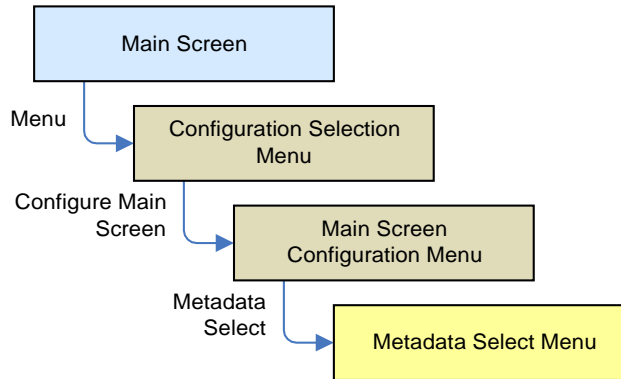 Main Screen
Menu
Configuration Selection
Menu
Configure Main
Screen
Main Screen
Configuration Menu
Metadata
Select
Metadata Select Menu